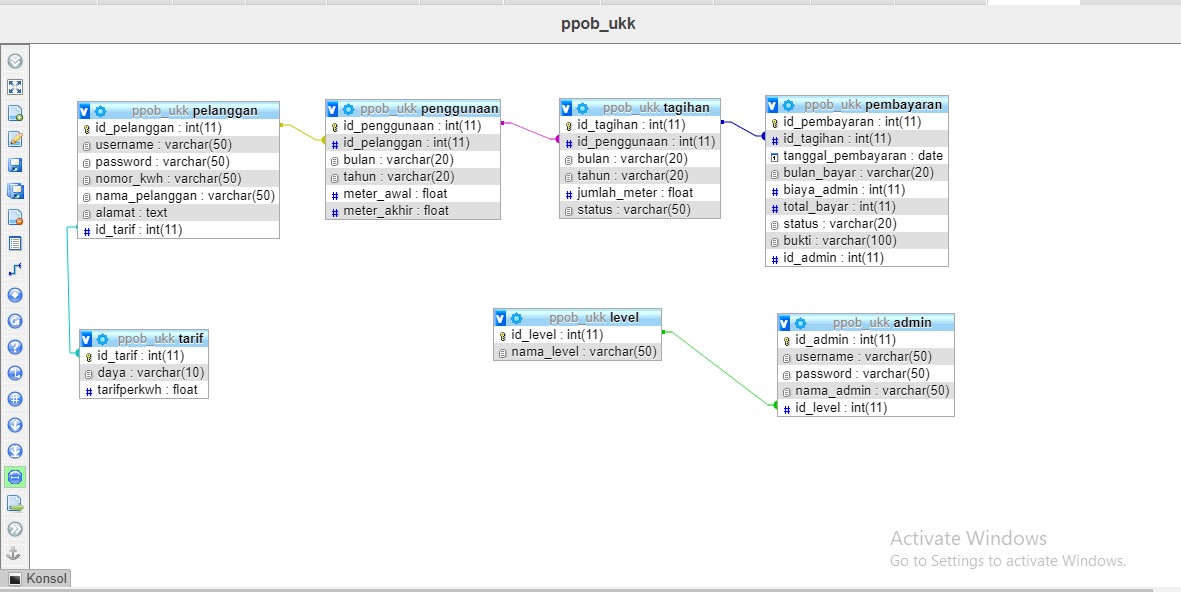 ppob_ukk
ppob_ukk pelanggan
id_pelanggan : int(11)
username : varchar(50)
password : varchar(50)
nomor_kwh : varchar(50)
nama_pelanggan : varchar(50)
alamat : text
id_tarif : int(11)
ppob_ukk penggunaan
id_penggunaan : int(11)
id_pelanggan : int(11)
bulan : varchar(20)
tahun : varchar(20)
meter_awal : float
meter_akhir : float
ppob_ukk tagihan
id_tagihan : int(11)
id_penggunaan : int(11)
bulan : varchar(20)
tahun : varchar(20)
jumlah_meter : float
status : varchar(50)
ppob_ukk pembayaran
id_pembayaran : int(11)
id_tagihan : int(11)
tanggal_pembayaran : date
bulan_bayar : varchar(20)
biaya_admin : int(11)
total_bayar : int(11)
status : varchar(20)
bukti : varchar(100)
id_admin : int(11)
ppob_ukk tarif
id_tarif : int(11)
daya : varchar(10)
tarifperkwh : float
ppob_ukk level
id_level : int(11)
nama_level : varchar(50)
ppob_ukk admin
id_admin : int(11)
username : varchar(50)
password : varchar(50)
nama_admin : varchar(50)
id_level : int(11)
Activate Windows
Go to Settings to activate Windows.
Konsol